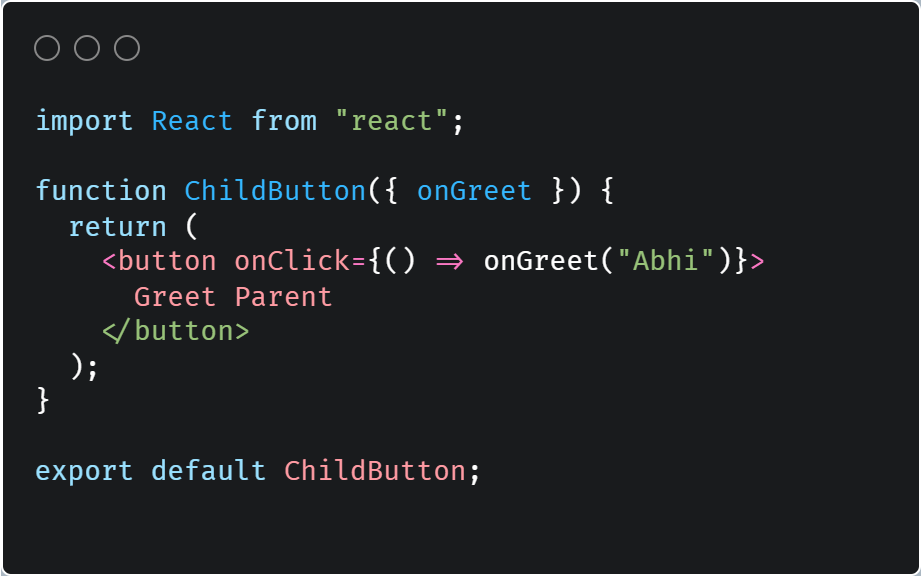 import React from "react";

function ChildButton({ onGreet }) {
  return (
    <button onClick={() => onGreet("Abhi")}>
      Greet Parent
    </button>
  );
}

export default ChildButton;